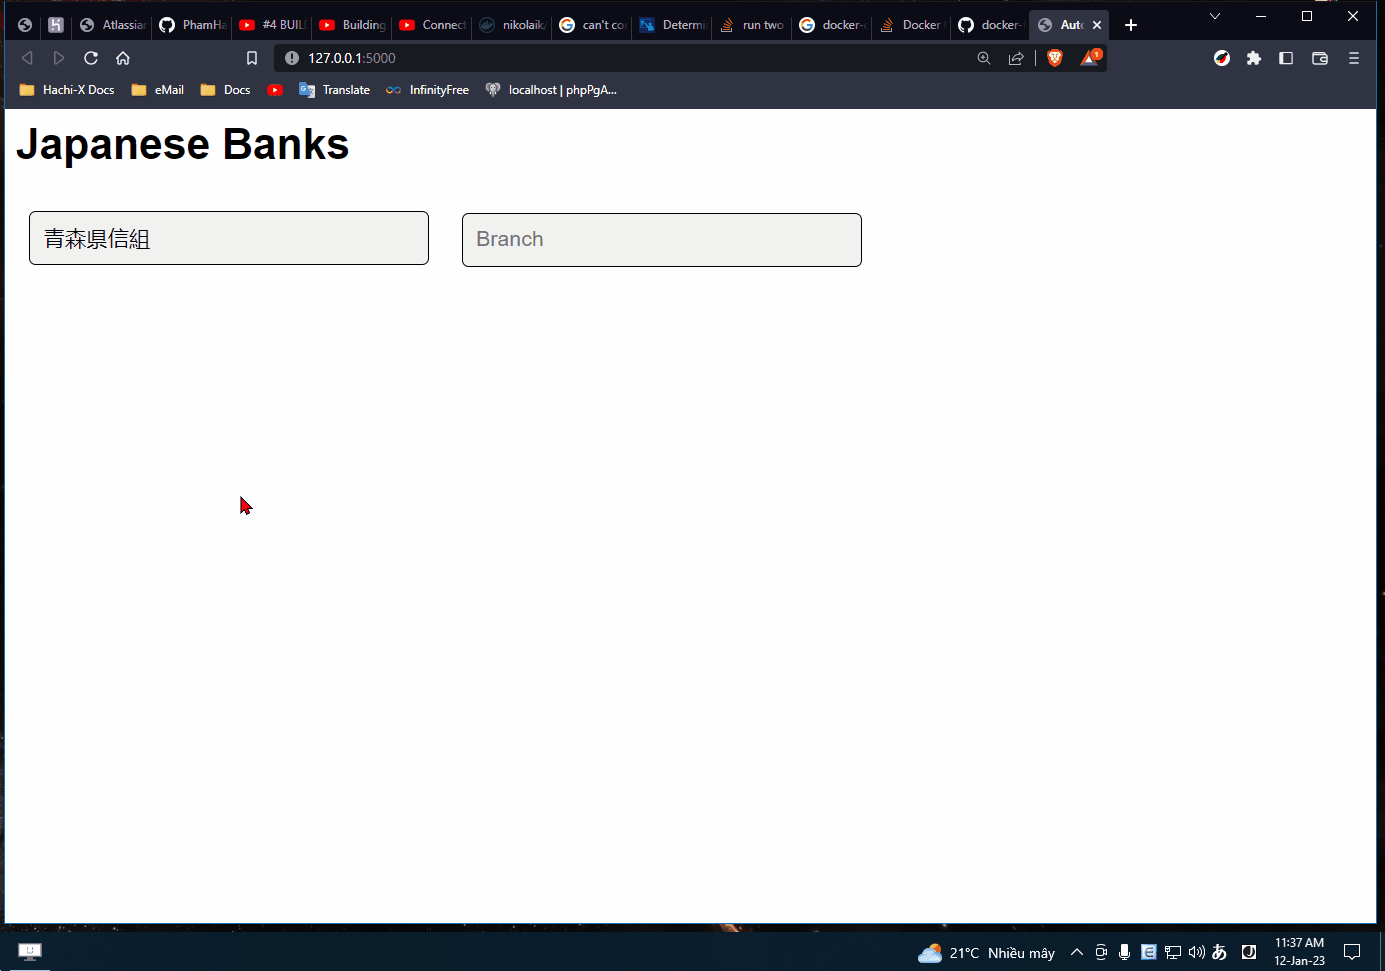 Atlassian
PhamHa
#4 BUIL
Building
Connect
nikolaik
can't co
Determi
run two
docker-
Docker
docker-
Auto
127.0.0.1:5000
1
Hachi-X Docs
eMail
Docs
Translate
InfinityFree
localhost | phpPgA...
Japanese Banks
青森県信組
Branch
21°C Nhiều mây
あ
11:37 AM
12-Jan-23